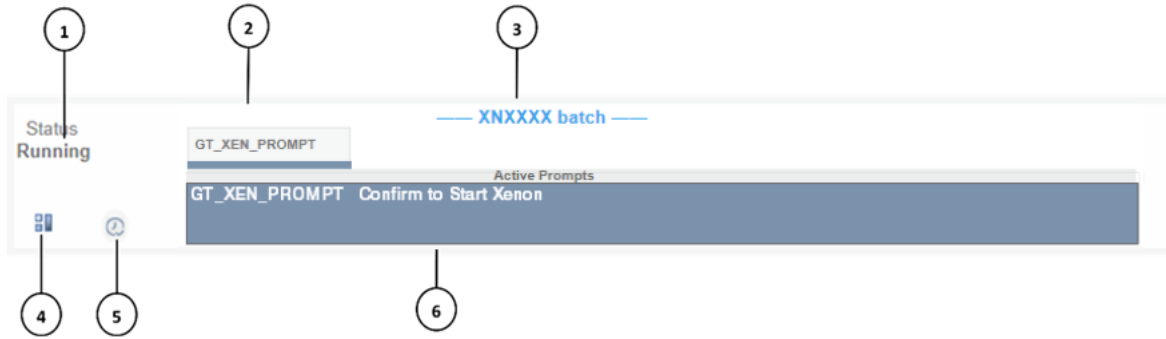 1
2
3
—— XNXXXX batch ——
Status
Running
GT_XEN_PROMPT
Active Prompts
GT_XEN_PROMPT Confirm to Start Xenon
4
5
6